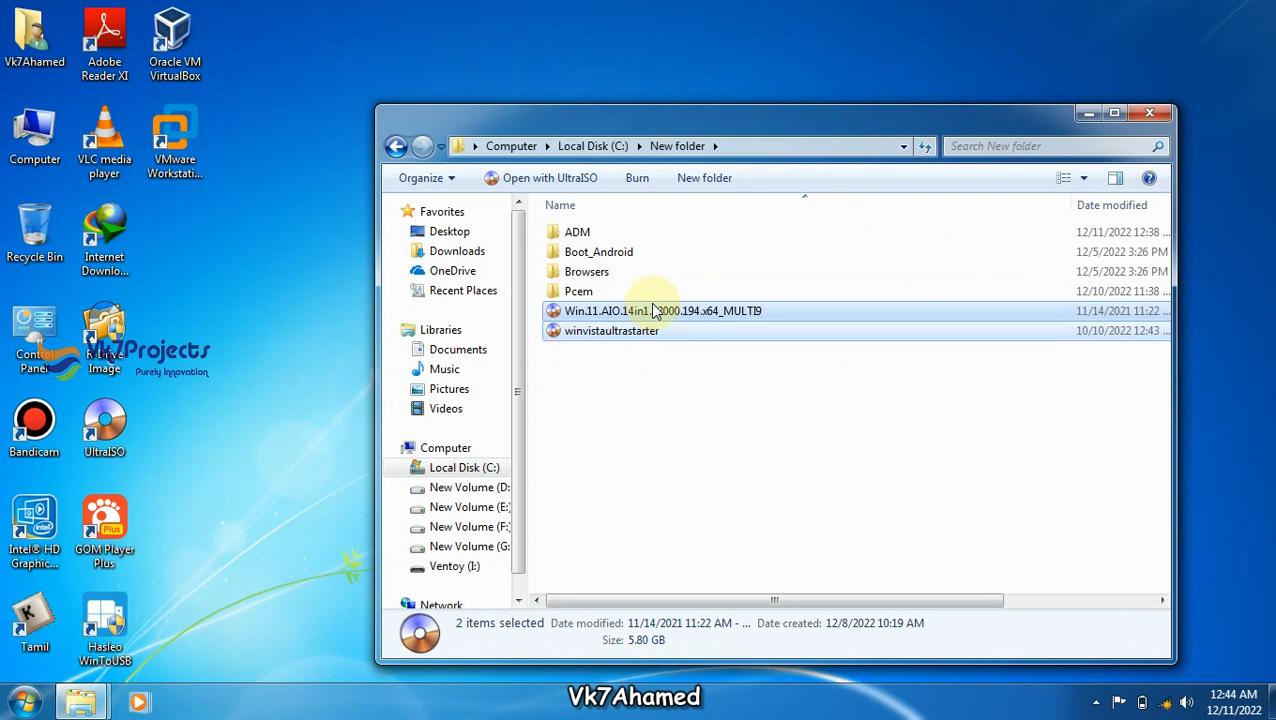 Vk7Ahamed
Adobe
Reader XI
Oracle VM
VirtualBox
Computer
VLC media
player
VMware
Workstati...
Recycle Bin
Internet
Downlo...
Control
Panel
R-Drive
Image
Vk7Projects
Purely Innovation
Bandicam
UltraISO
Intel® HD
Graphic...
GOM Player
Plus
Plus
Tamil
Hasleo
WinToUSB
Computer
Local Disk (C:)
New folder
Search New folder
Organize
Open with UltraISO
Burn
New folder
Favorites
Desktop
Downloads
OneDrive
Recent Places
Libraries
Documents
Music
Pictures
Videos
Computer
Local Disk (C:)
New Volume (D:
New Volume (E:)
New Volume (F:)
New Volume (G:
Ventoy (I:)
Network
Name
Date modified
ADM
12/11/2022 12:38 ...
Boot_Android
12/5/2022 3:26 PM
Browsers
12/5/2022 3:26 PM
Pcem
12/10/2022 11:38 ...
Win.11.AIO.14in1. 000.194.x64_MULTI9
11/14/2021 11:22 ...
winvistaultrastarter
10/10/2022 12:43 ...
2 items selected
Date modified: 11/14/2021 11:22 AM - ...
Date created: 12/8/2022 10:19 AM
Size: 5.80 GB
Vk7Ahamed
12:44 AM
12/11/2022